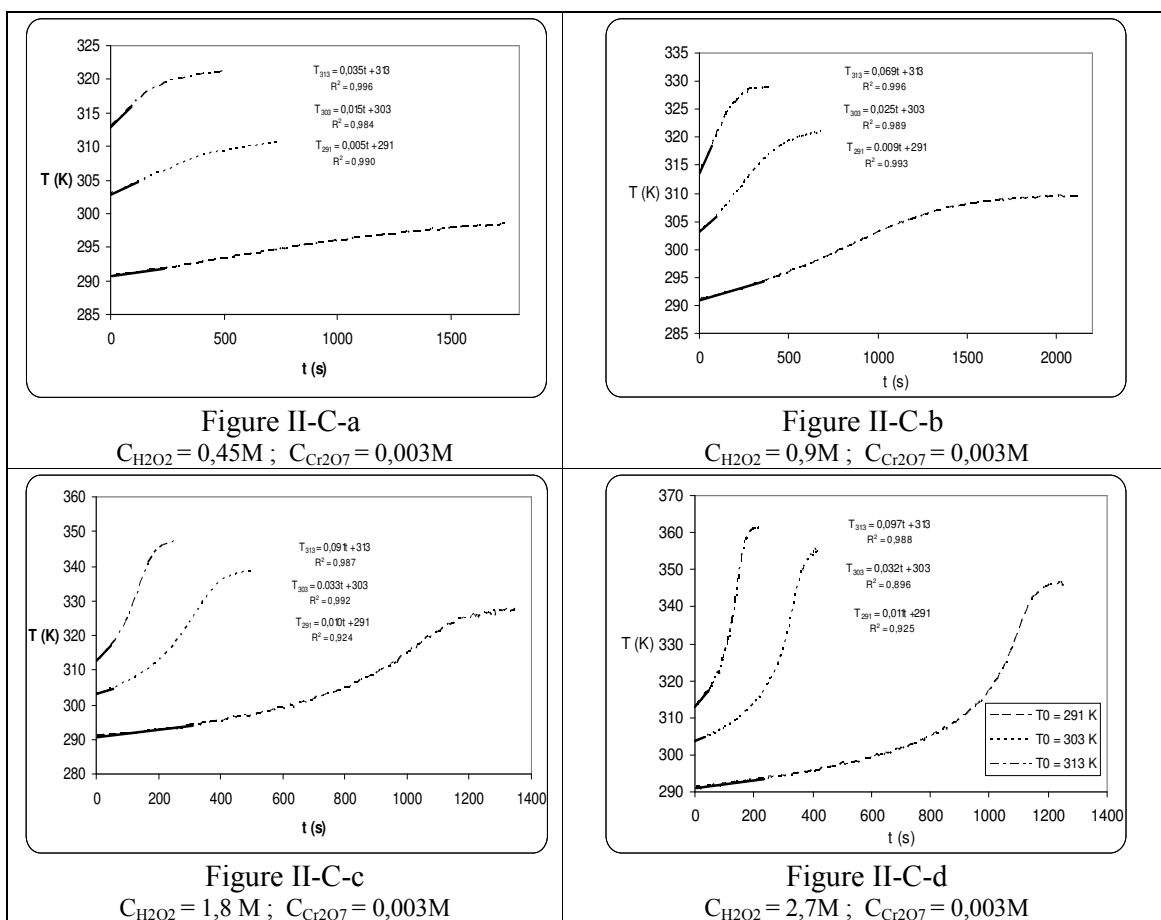 325
320
315
310
305
300
295
290
285
T (K)
T313 = 0,035t + 313
R² = 0,996
T303 = 0,015t + 303
R² = 0,984
T291 = 0,005t + 291
R² = 0,990
0 500 1000 1500
t (s)
Figure II-C-a
CH2O2 = 0,45M ; CCr2O7 = 0,003M
335
330
325
320
315
310
305
300
295
290
285
T (K)
T313 = 0,069t + 313
R² = 0.996
T303 = 0,025t + 303
R² = 0.989
T291 = 0.009t + 291
R² = 0.993
0 500 1000 1500 2000
t (s)
Figure II-C-b
CH2O2 = 0,9M ; CCr2O7 = 0,003M
360
350
340
330
320
310
300
290
280
T (K)
T313 = 0,091t + 313
R² = 0,987
T303 = 0.033t + 303
R² = 0,992
T291 = 0,010t + 291
R² = 0,924
0 200 400 600 800 1000 1200 1400
t (s)
Figure II-C-c
CH2O2 = 1,8 M ; CCr2O7 = 0,003M
370
360
350
340
330
320
310
300
290
T (K)
T313 = 0,097t + 313
R² = 0,988
T303 = 0,032t + 303
R² = 0,896
T291 = 0,011t + 291
R² = 0,925
T0 = 291 K
T0 = 303 K
T0 = 313 K
0 200 400 600 800 1000 1200 1400
t (s)
Figure II-C-d
CH2O2 = 2,7M ; CCr2O7 = 0,003M